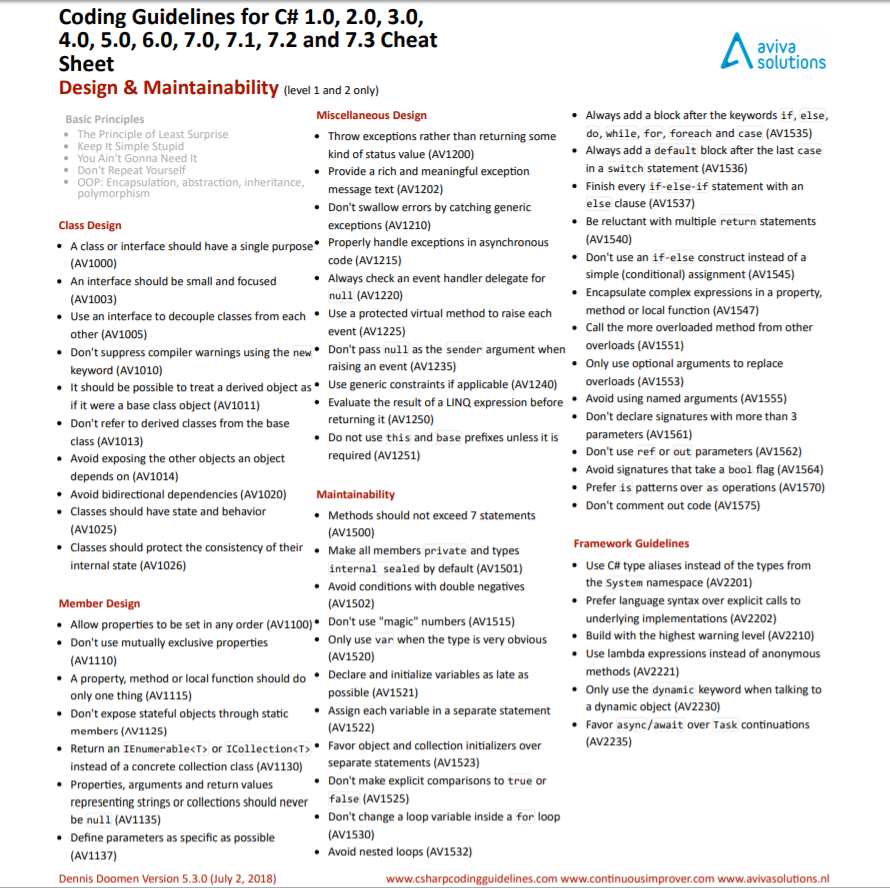 Coding Guidelines for C# 1.0, 2.0, 3.0,
4.0, 5.0, 6.0, 7.0, 7.1, 7.2 and 7.3 Cheat
Sheet
Design & Maintainability (level 1 and 2 only)
aviva
solutions
Basic Principles
• The Principle of Least Surprise
• Keep It Simple Stupid
• You Ain't Gonna Need It
• Don't Repeat Yourself
• OOP: Encapsulation, abstraction, inheritance,
polymorphism
Class Design
• A class or interface should have a single purpose
(AV1000)
• An interface should be small and focused
(AV1003)
• Use an interface to decouple classes from each
other (AV1005)
• Don't suppress compiler warnings using the new
keyword (AV1010)
• It should be possible to treat a derived object as
if it were a base class object (AV1011)
• Don't refer to derived classes from the base
class (AV1013)
• Avoid exposing the other objects an object
depends on (AV1014)
• Avoid bidirectional dependencies (AV1020)
• Classes should have state and behavior
(AV1025)
• Classes should protect the consistency of their
internal state (AV1026)
Member Design
• Allow properties to be set in any order (AV1100)
• Don't use mutually exclusive properties
(AV1110)
• A property, method or local function should do
only one thing (AV1115)
• Don't expose stateful objects through static
members (AV1125)
• Return an IEnumerable<T> or ICollection<T>
instead of a concrete collection class (AV1130)
• Properties, arguments and return values
representing strings or collections should never
be null (AV1135)
• Define parameters as specific as possible
(AV1137)
Miscellaneous Design
• Throw exceptions rather than returning some
kind of status value (AV1200)
• Provide a rich and meaningful exception
message text (AV1202)
• Don't swallow errors by catching generic
exceptions (AV1210)
• Properly handle exceptions in asynchronous
code (AV1215)
• Always check an event handler delegate for
null (AV1220)
• Use a protected virtual method to raise each
event (AV1225)
• Don't pass null as the sender argument when
raising an event (AV1235)
• Use generic constraints if applicable (AV1240)
• Evaluate the result of a LINQ expression before
returning it (AV1250)
• Do not use this and base prefixes unless it is
required (AV1251)
Maintainability
• Methods should not exceed 7 statements
(AV1500)
• Make all members private and types
internal sealed by default (AV1501)
• Avoid conditions with double negatives
(AV1502)
• Don't use "magic" numbers (AV1515)
• Only use var when the type is very obvious
(AV1520)
• Declare and initialize variables as late as
possible (AV1521)
• Assign each variable in a separate statement
(AV1522)
• Favor object and collection initializers over
separate statements (AV1523)
• Don't make explicit comparisons to true or
false (AV1525)
• Don't change a loop variable inside a for loop
(AV1530)
• Avoid nested loops (AV1532)
• Always add a block after the keywords if, else,
do, while, for, foreach and case (AV1535)
• Always add a default block after the last case
in a switch statement (AV1536)
• Finish every if-else-if statement with an
else clause (AV1537)
• Be reluctant with multiple return statements
(AV1540)
• Don't use an if-else construct instead of a
simple (conditional) assignment (AV1545)
• Encapsulate complex expressions in a property,
method or local function (AV1547)
• Call the more overloaded method from other
overloads (AV1551)
• Only use optional arguments to replace
overloads (AV1553)
• Avoid using named arguments (AV1555)
• Don't declare signatures with more than 3
parameters (AV1561)
• Don't use ref or out parameters (AV1562)
• Avoid signatures that take a bool flag (AV1564)
• Prefer is patterns over as operations (AV1570)
• Don't comment out code (AV1575)
Framework Guidelines
• Use C# type aliases instead of the types from
the System namespace (AV2201)
• Prefer language syntax over explicit calls to
underlying implementations (AV2202)
• Build with the highest warning level (AV2210)
• Use lambda expressions instead of anonymous
methods (AV2221)
• Only use the dynamic keyword when talking to
a dynamic object (AV2230)
• Favor async/await over Task continuations
(AV2235)
Dennis Doomen Version 5.3.0 (July 2, 2018)
www.csharpcodingguidelines.com www.continuousimprover.com www.avivasolutions.nl